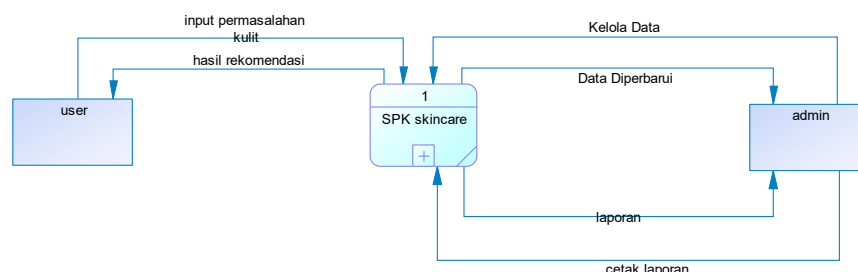 input permasalahan
kulit
hasil rekomendasi
Kelola Data
Data Diperbarui
user
1
SPK skincare
admin
laporan
cetak laporan